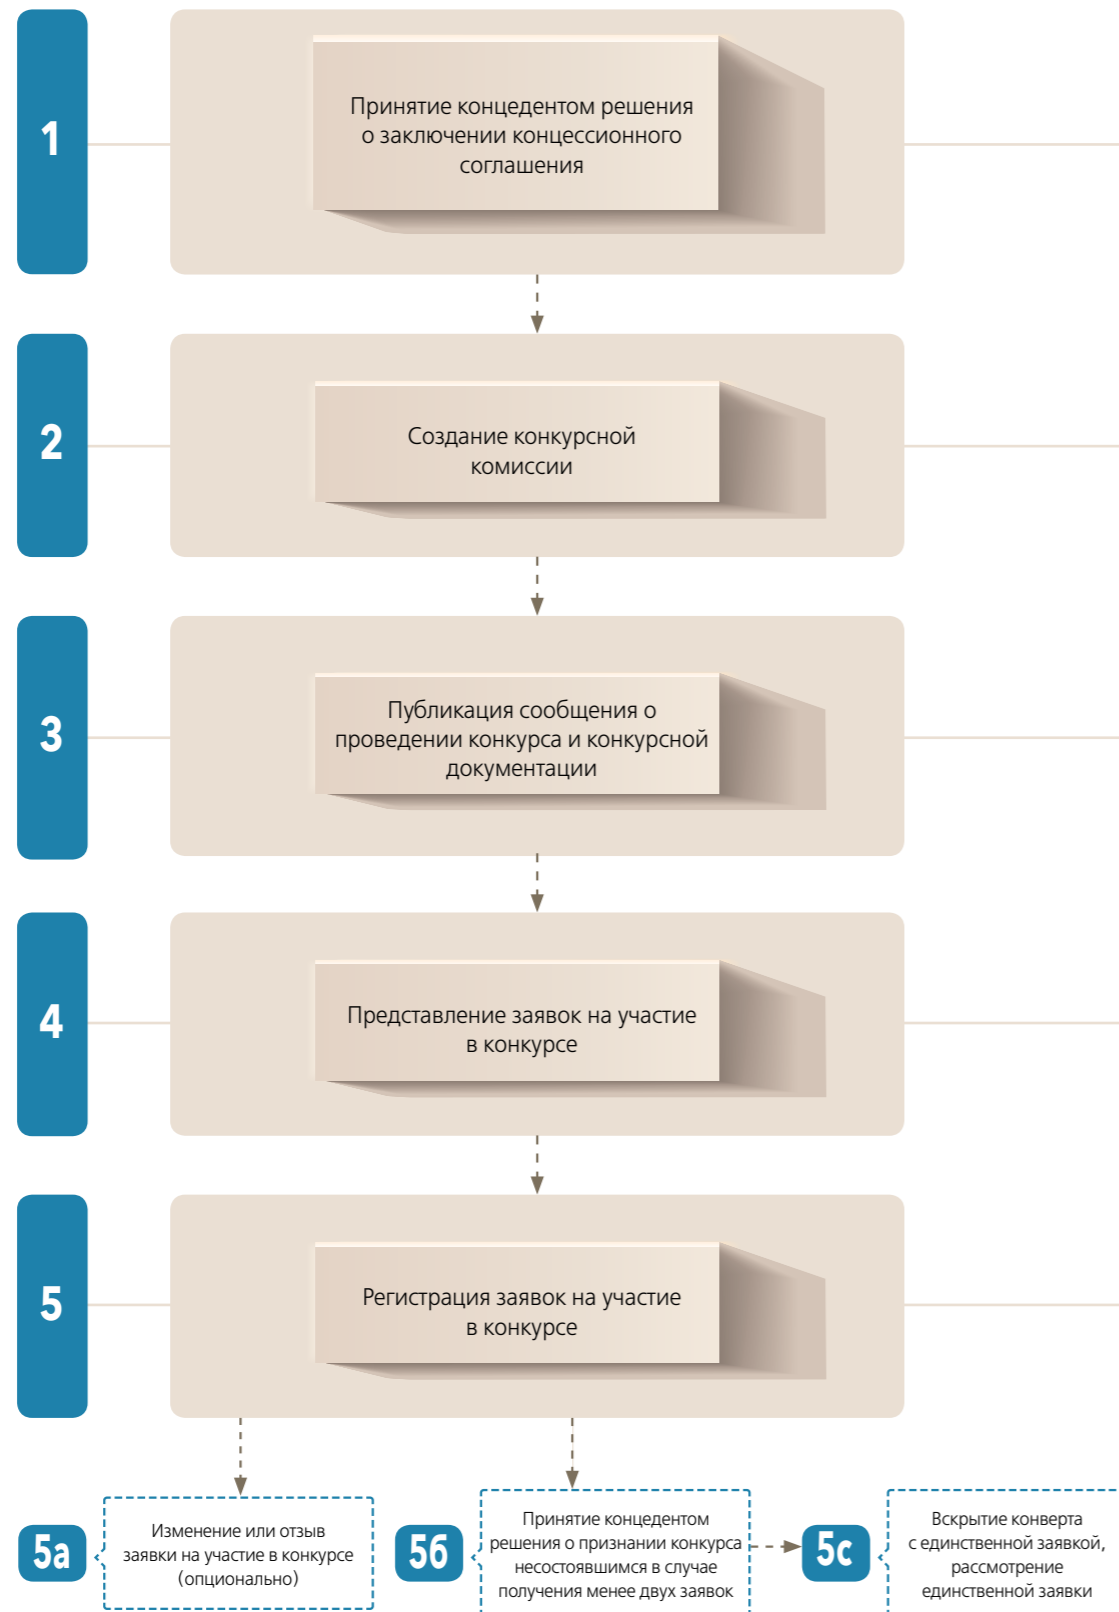 1
Принятие концедентом решения
о заключении концессионного
соглашения
2
Создание конкурсной
комиссии
3
Публикация сообщения о
проведении конкурса и конкурсной
документации
4
Представление заявок на участие
в конкурсе
5
Регистрация заявок на участие
в конкурсе
5а
Изменение или отзыв
заявки на участие в конкурсе
(опционально)
5б
Принятие концедентом
решения о признании конкурса
несостоявшимся в случае
получения менее двух заявок
5с
Вскрытие конверта
с единственной заявкой,
рассмотрение
единственной заявки